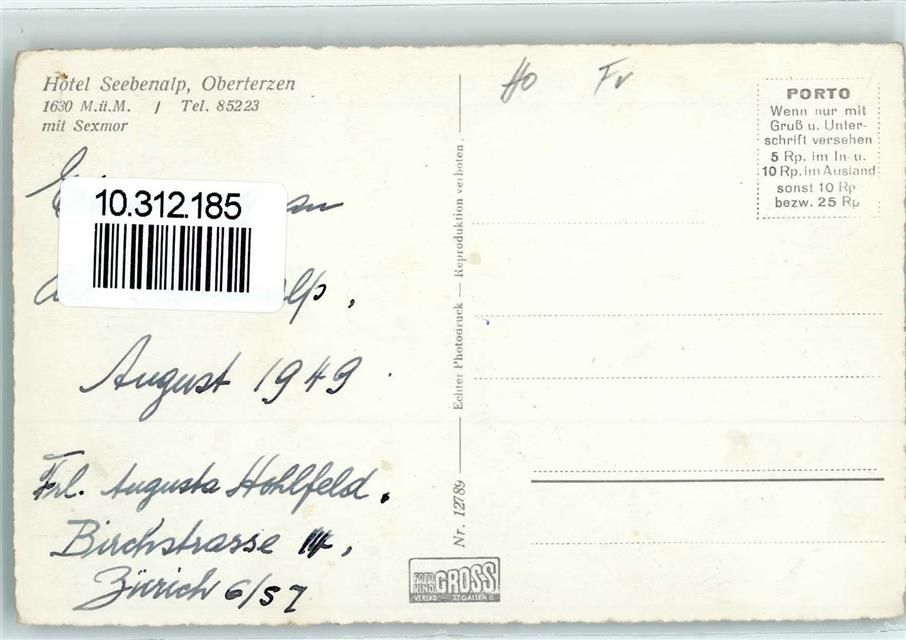 Hotel Seebenalp, Oberterzen
1630 M.ü.M. / Tel. 85223
mit Sexmor
10.312.185
alp,
August 1949.
Frl. Augusta Hohlfeld,
Birchstrasse
Zürich 6/57
Nr. 12789 — Echter Photodruck — Reproduktion verboten.
FOTO GROSS
VERLAG ST. GALLEN
Ho Fr
PORTO
Wenn nur mit
Gruß u. Unter-
schrift versehen
5 Rp. im In- u.
10 Rp. im Ausland
sonst 10 Rp
bezw. 25 Rp